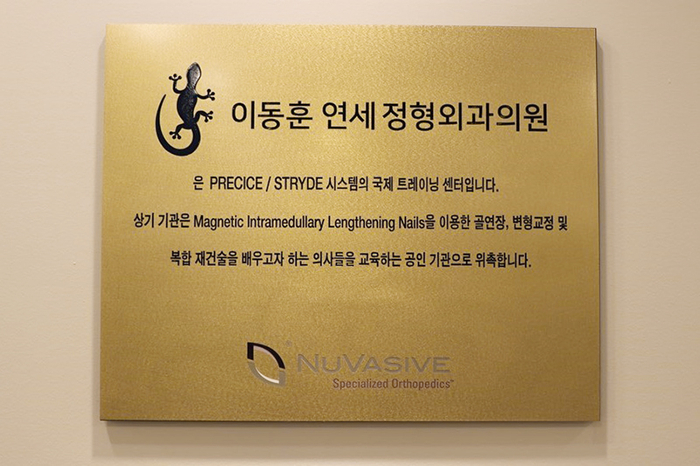 이동훈 연세 정형외과의원
은 PRECICE / STRYDE 시스템의 국제 트레이닝 센터입니다.
상기 기관은 Magnetic Intramedullary Lengthening Nails을 이용한 골연장, 변형교정 및
복합 재건술을 배우고자 하는 의사들을 교육하는 공인 기관으로 위촉합니다.
NUVASIVE
Specialized Orthopedics™